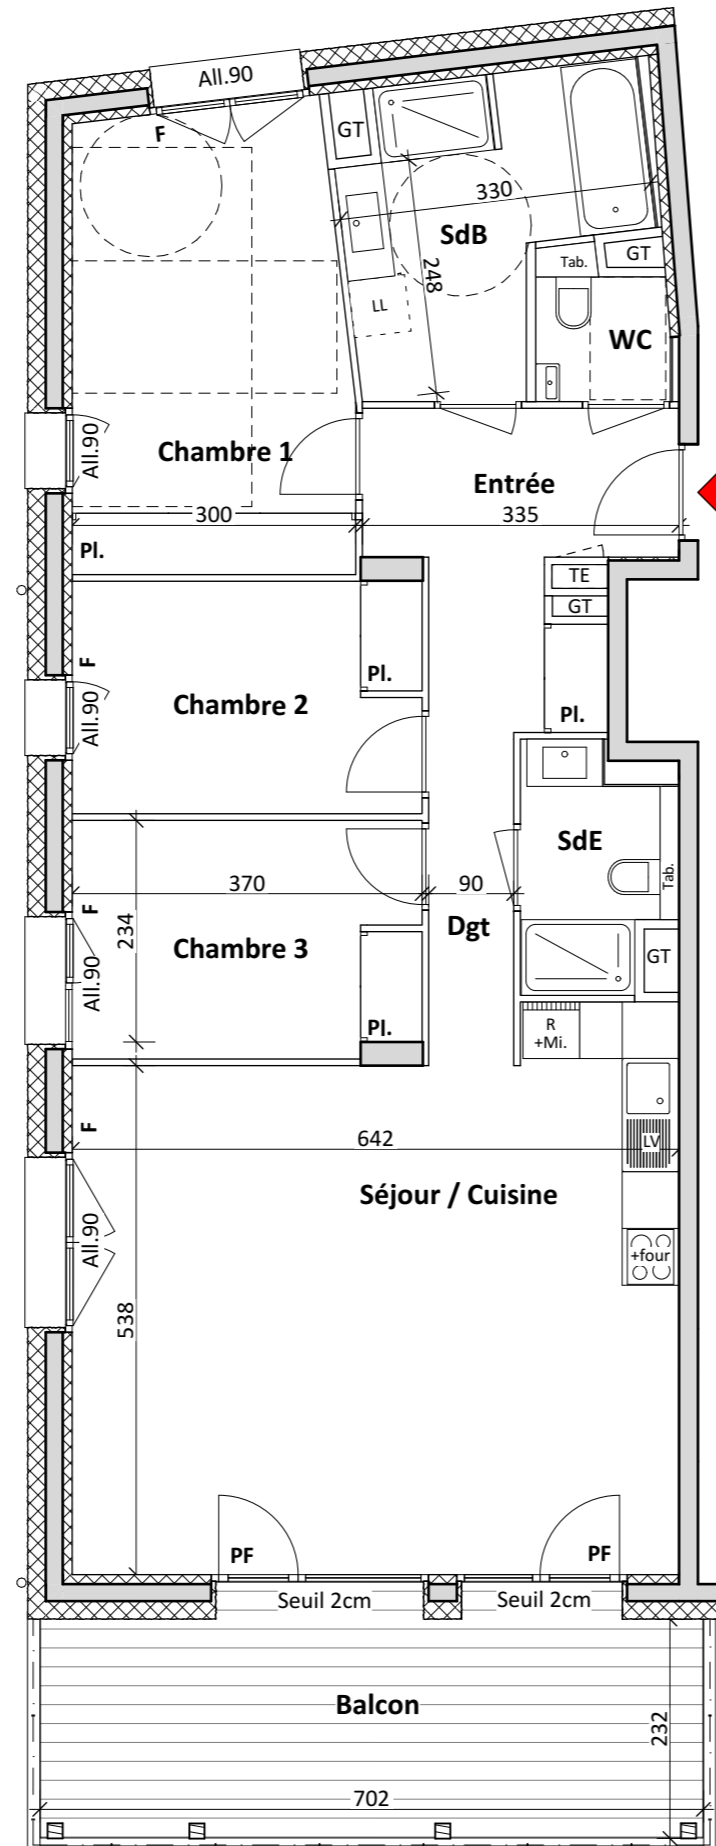 All.90
F
GT
330
SdB
248
GT
Tab.
LL
WC
All.90
Chambre 1
Entrée
300
335
Pl.
TE
GT
F
Pl.
Chambre 2
All.90
Pl.
SdE
370
90
Tab.
F
Dgt
234
Chambre 3
GT
All.90
Pl.
R
+Mi.
F
642
LV
Séjour / Cuisine
All.90
+four
538
PF
PF
Seuil 2cm
Seuil 2cm
Balcon
232
702